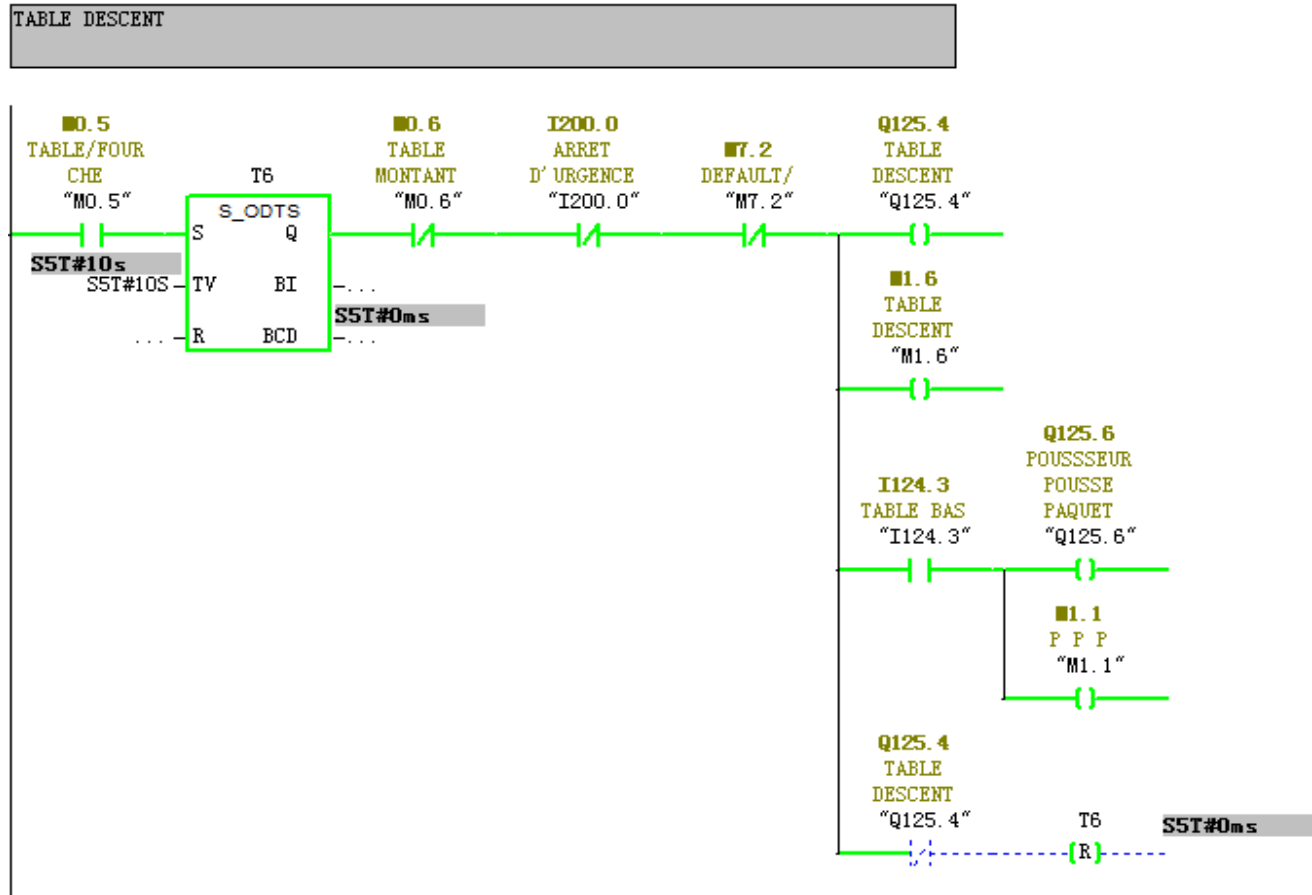 TABLE DESCENT
M0.5
TABLE/FOUR
CHE
"M0.5"
T6
S_ODTS
S Q
S5T#10s
S5T#10S TV BI ...
S5T#0ms
... R BCD ...
M0.6
TABLE
MONTANT
"M0.6"
I200.0
ARRET
D'URGENCE
"I200.0"
M7.2
DEFAULT/
"M7.2"
Q125.4
TABLE
DESCENT
"Q125.4"
M1.6
TABLE
DESCENT
"M1.6"
I124.3
TABLE BAS
"I124.3"
Q125.6
POUSSSEUR
POUSSE
PAQUET
"Q125.6"
M1.1
P P P
"M1.1"
Q125.4
TABLE
DESCENT
"Q125.4"
T6
R
S5T#0ms